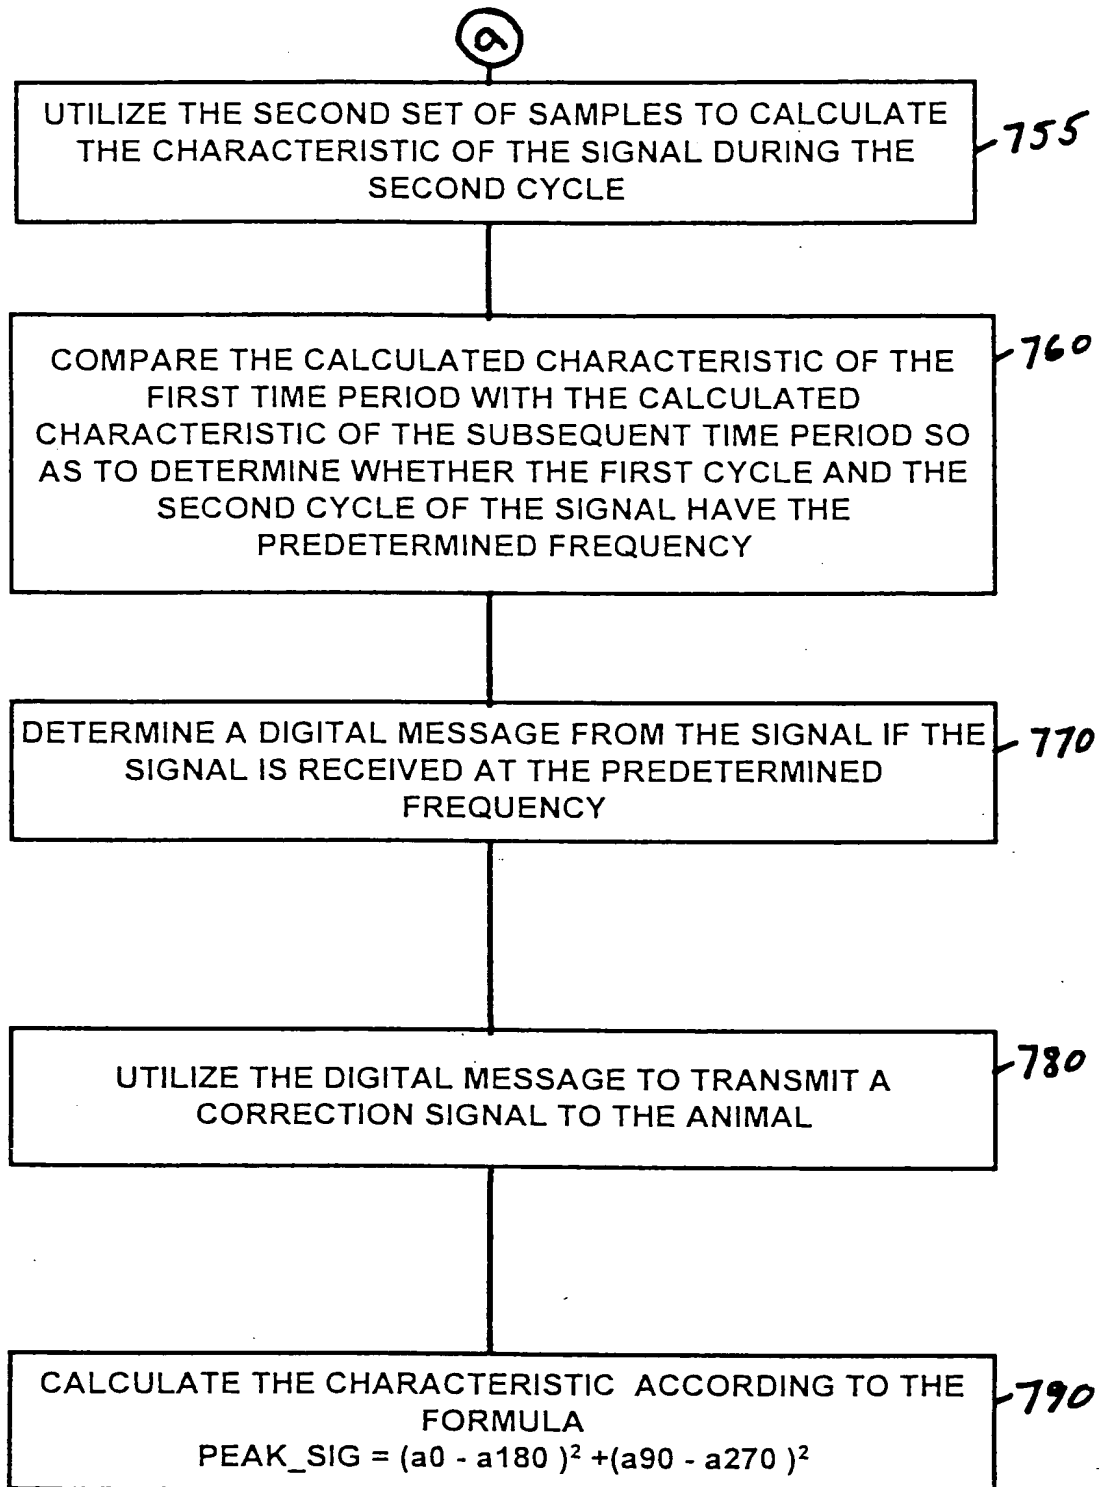 a
UTILIZE THE SECOND SET OF SAMPLES TO CALCULATE
THE CHARACTERISTIC OF THE SIGNAL DURING THE
SECOND CYCLE
755
COMPARE THE CALCULATED CHARACTERISTIC OF THE
FIRST TIME PERIOD WITH THE CALCULATED
CHARACTERISTIC OF THE SUBSEQUENT TIME PERIOD SO
AS TO DETERMINE WHETHER THE FIRST CYCLE AND THE
SECOND CYCLE OF THE SIGNAL HAVE THE
PREDETERMINED FREQUENCY
760
DETERMINE A DIGITAL MESSAGE FROM THE SIGNAL IF THE
SIGNAL IS RECEIVED AT THE PREDETERMINED
FREQUENCY
770
UTILIZE THE DIGITAL MESSAGE TO TRANSMIT A
CORRECTION SIGNAL TO THE ANIMAL
780
CALCULATE THE CHARACTERISTIC ACCORDING TO THE
FORMULA
PEAK_SIG = (a0 - a180 )² +(a90 - a270 )²
790